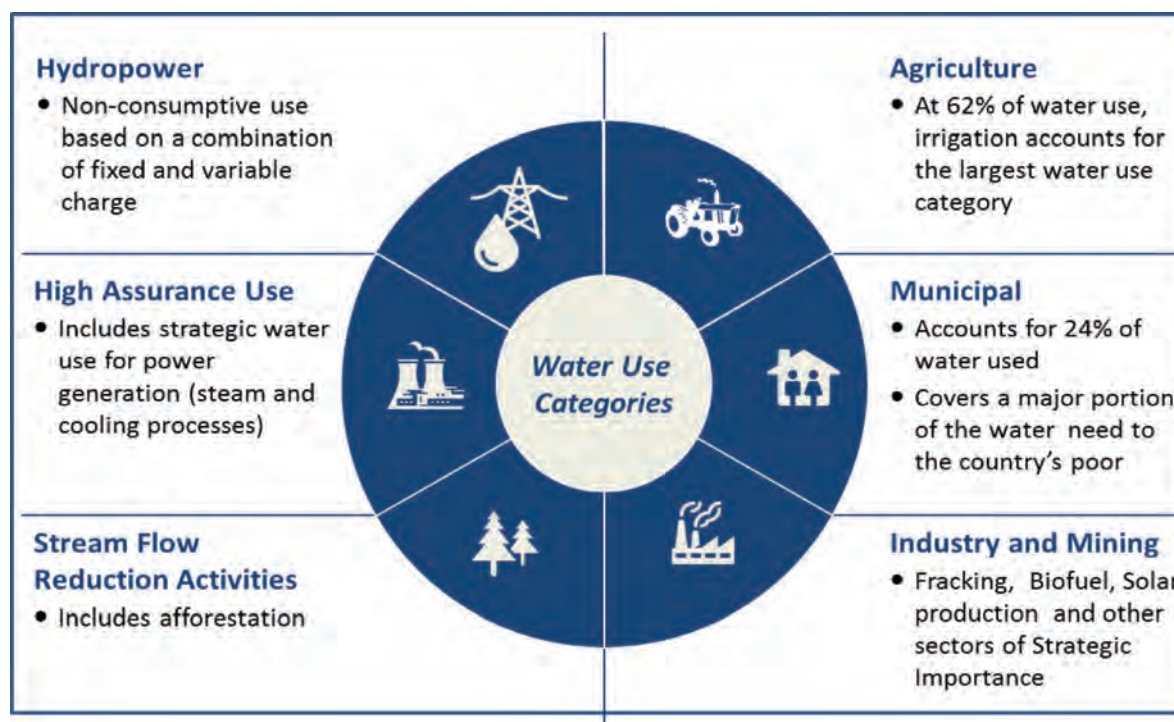 Hydropower
• Non-consumptive use
based on a combination
of fixed and variable
charge
High Assurance Use
• Includes strategic water
use for power
generation (steam and
cooling processes)
Stream Flow
Reduction Activities
• Includes afforestation
Water Use
Categories
Agriculture
• At 62% of water use,
irrigation accounts for
the largest water use
category
Municipal
• Accounts for 24% of
water used
• Covers a major portion
of the water need to
the country's poor
Industry and Mining
• Fracking, Biofuel, Solar
production and other
sectors of Strategic
Importance